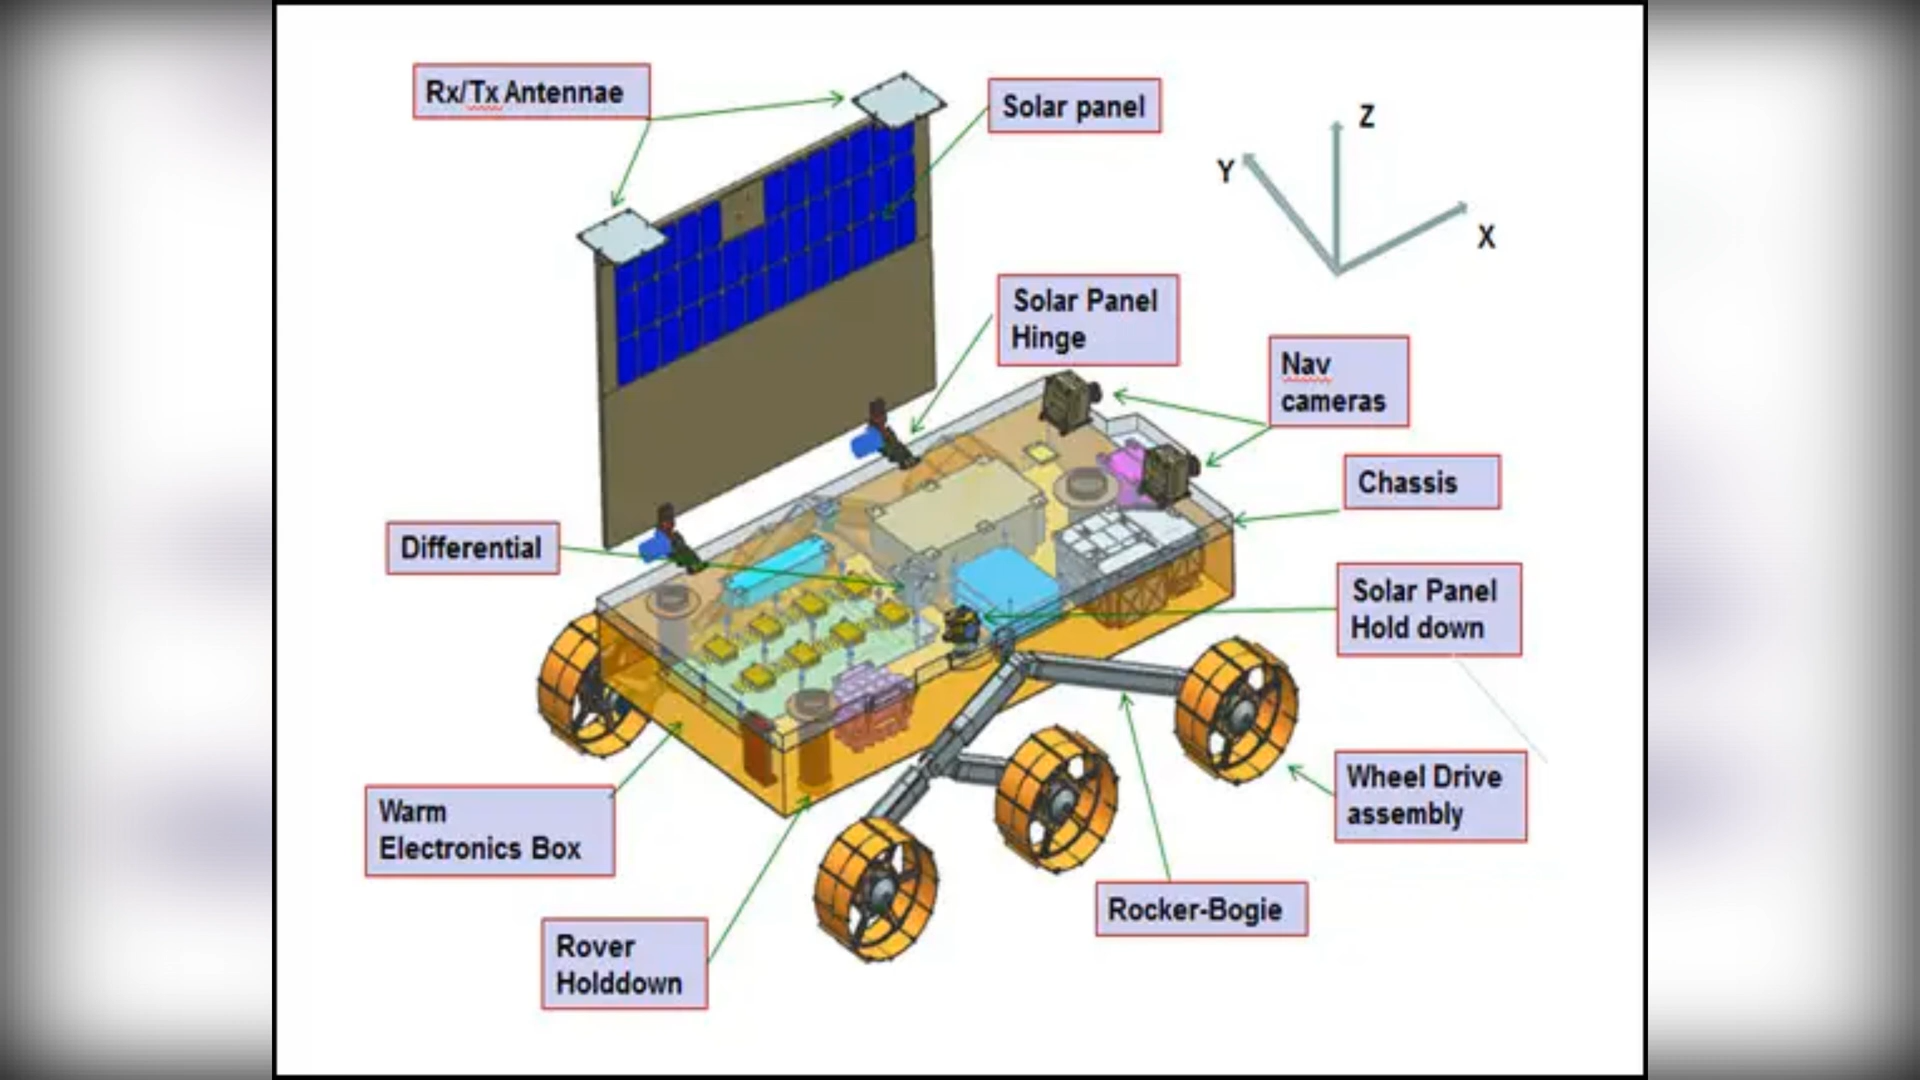 Rx/Tx Antennae
Solar panel
Z
Y
X
Solar Panel
Hinge
Nav
cameras
Chassis
Differential
Solar Panel
Hold down
Warm
Electronics Box
Wheel Drive
assembly
Rocker-Bogie
Rover
Holddown